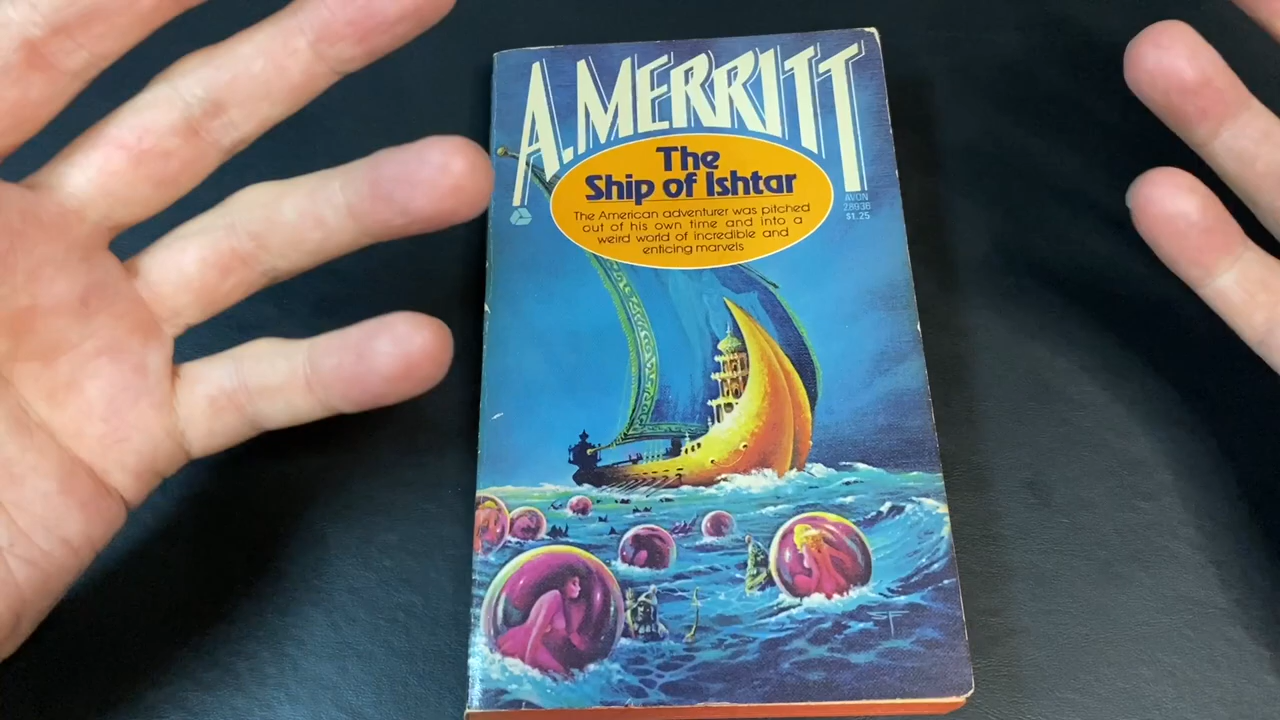 A. MERRITT
The
Ship of Ishtar
The American adventurer was pitched
out of his own time and into a
weird world of incredible and
enticing marvels
AVON
28936
$1.25